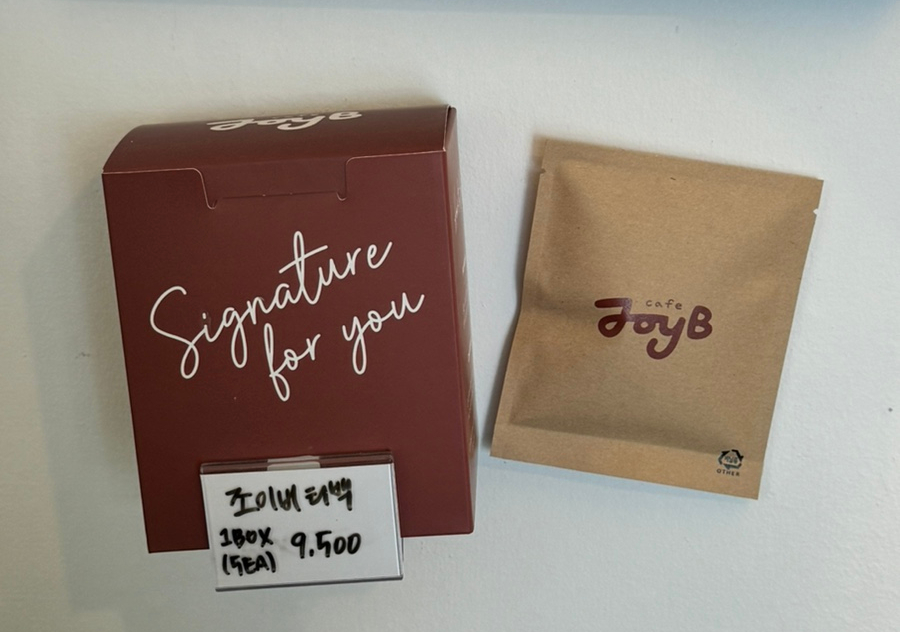 JoyB
Signature
for you
조이비 티백
1BOX
(5EA)
9.500
cafe
JoyB
OTHER